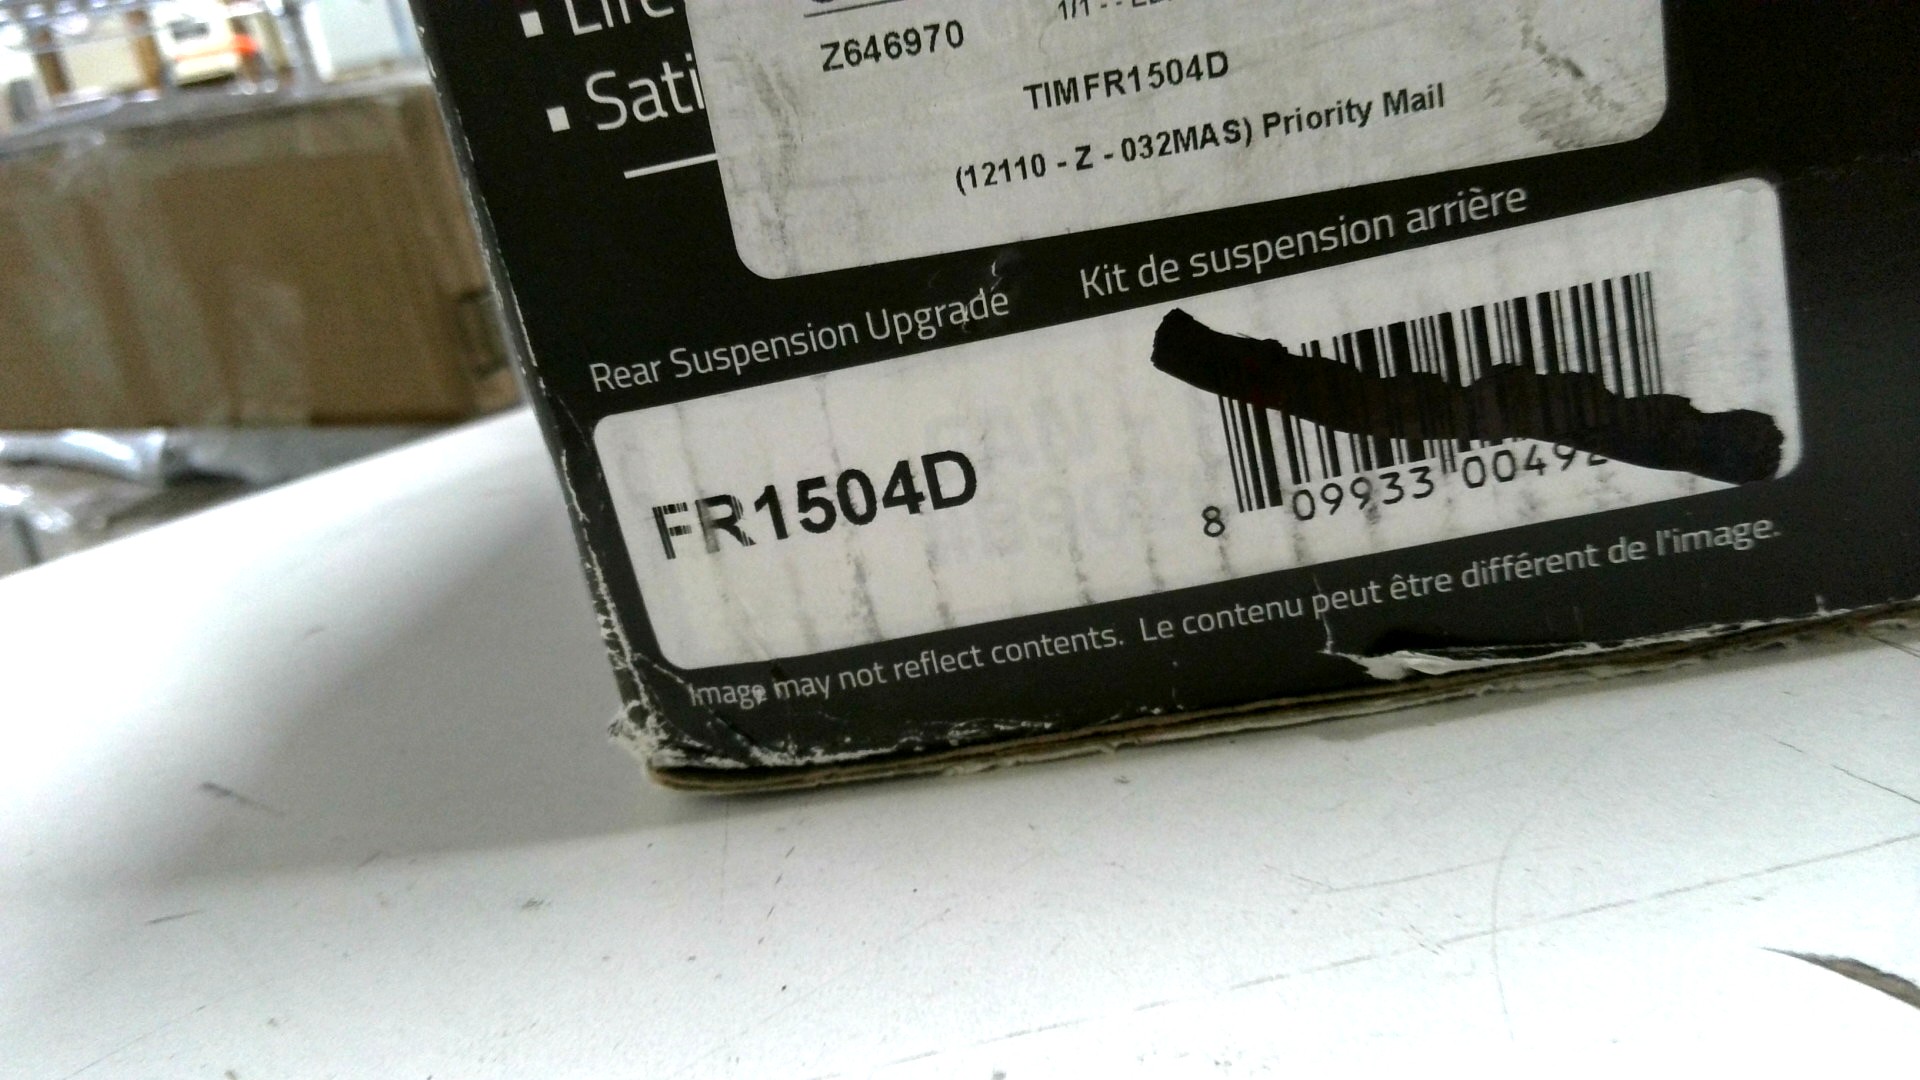 Z646970
TIMFR1504D
(12110 - Z - 032MAS) Priority Mail
Rear Suspension Upgrade Kit de suspension arrière
FR1504D
8 09933 0049
Image may not reflect contents. Le contenu peut être différent de l'image.